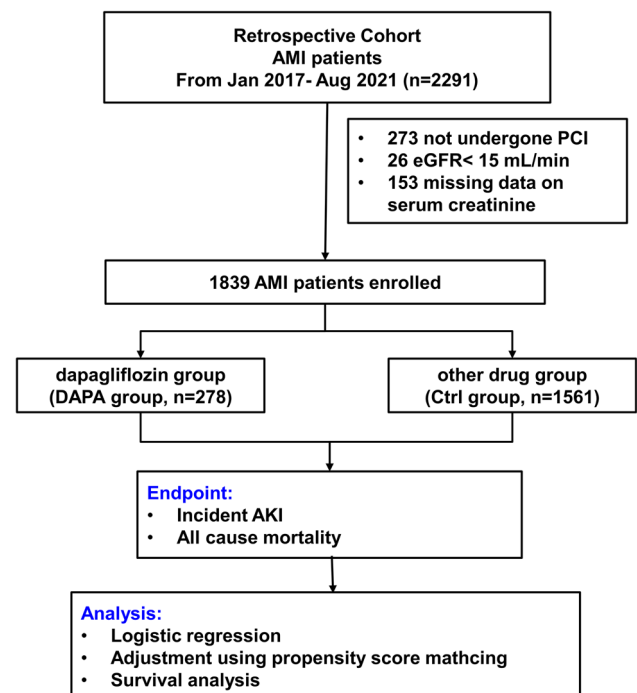 Retrospective Cohort
AMI patients
From Jan 2017- Aug 2021 (n=2291)
• 273 not undergone PCI
• 26 eGFR< 15 mL/min
• 153 missing data on
serum creatinine
1839 AMI patients enrolled
dapagliflozin group
(DAPA group, n=278)
other drug group
(Ctrl group, n=1561)
Endpoint:
• Incident AKI
• All cause mortality
Analysis:
• Logistic regression
• Adjustment using propensity score mathcing
• Survival analysis